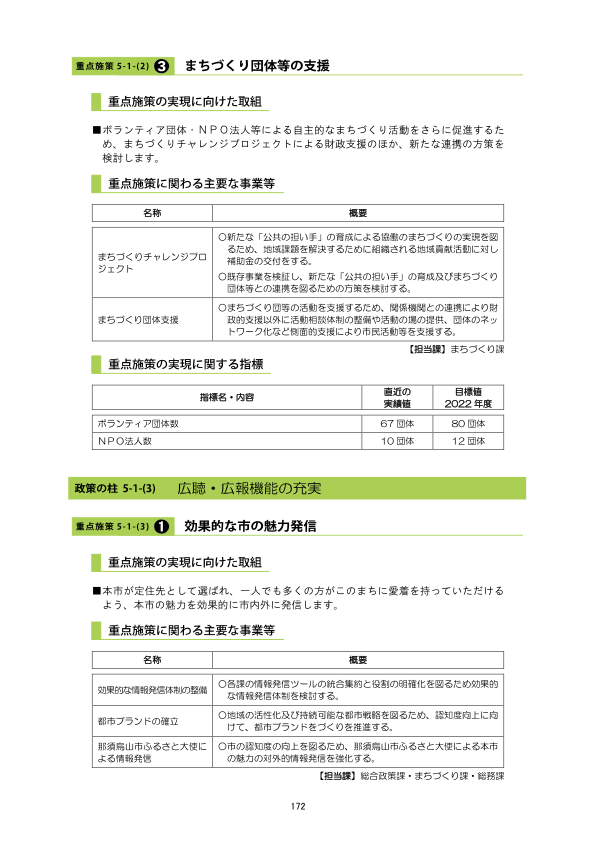 重点施策 5-1-(2) ❸ まちづくり団体等の支援
重点施策の実現に向けた取組
■ボランティア団体・ＮＰＯ法人等による自主的なまちづくり活動をさらに促進するた
め、まちづくりチャレンジプロジェクトによる財政支援のほか、新たな連携の方策を
検討します。
重点施策に関わる主要な事業等
名称 概要
まちづくりチャレンジプロ
ジェクト
〇新たな「公共の担い手」の育成による協働のまちづくりの実現を図
るため、地域課題を解決するために組織される地域貢献活動に対し
補助金の交付をする。
〇既存事業を検証し、新たな「公共の担い手」の育成及びまちづくり
団体等との連携を図るための方策を検討する。
まちづくり団体支援
〇まちづくり団等の活動を支援するため、関係機関との連携により財
政的支援以外に活動相談体制の整備や活動の場の提供、団体のネッ
トワーク化など側面的支援により市民活動等を支援する。
【担当課】まちづくり課
重点施策の実現に関する指標
指標名・内容 直近の 目標値
実績値 2022 年度
ボランティア団体数 67 団体 80 団体
ＮＰＯ法人数 10 団体 12 団体
政策の柱 5-1-(3) 広聴・広報機能の充実
重点施策 5-1-(3) ❶ 効果的な市の魅力発信
重点施策の実現に向けた取組
■本市が定住先として選ばれ、一人でも多くの方がこのまちに愛着を持っていただける
よう、本市の魅力を効果的に市内外に発信します。
重点施策に関わる主要な事業等
名称 概要
効果的な情報発信体制の整備
〇各課の情報発信ツールの統合集約と役割の明確化を図るため効果的
な情報発信体制を検討する。
都市ブランドの確立
〇地域の活性化及び持続可能な都市戦略を図るため、認知度向上に向
けて、都市ブランドをづくりを推進する。
那須烏山市ふるさと大使に
よる情報発信
〇市の認知度の向上を図るため、那須烏山市ふるさと大使による本市
の魅力の対外的情報発信を強化する。
【担当課】総合政策課・まちづくり課・総務課
172